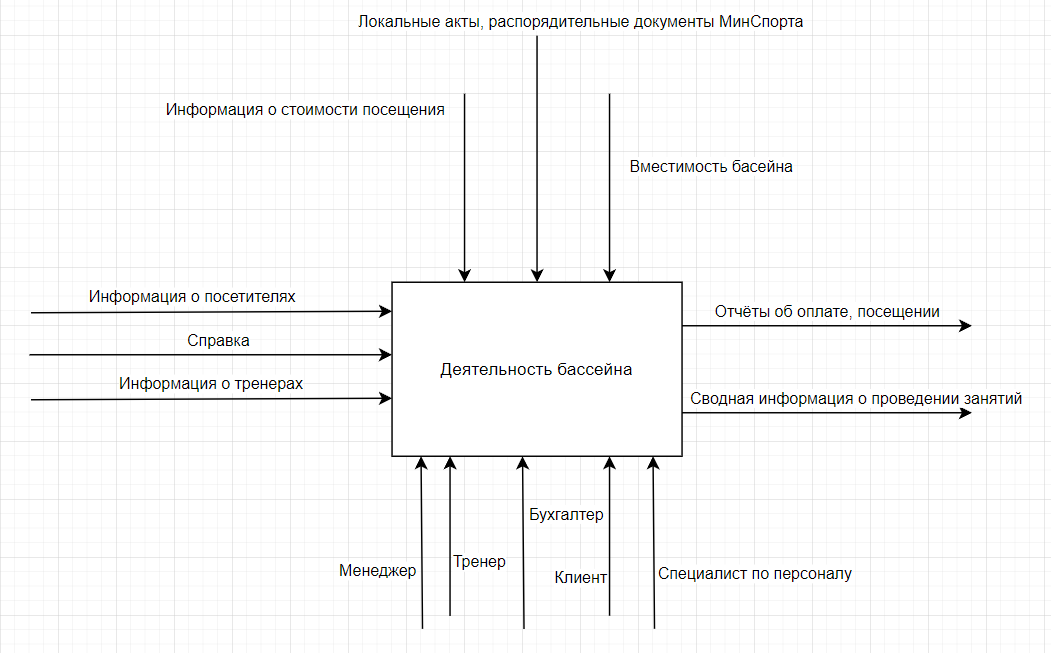 Локальные акты, распорядительные документы МинСпорта
Информация о стоимости посещения
Вместимость басейна
Информация о посетителях
Справка
Информация о тренерах
Деятельность бассейна
Отчёты об оплате, посещении
Сводная информация о проведении занятий
Менеджер
Тренер
Бухгалтер
Клиент
Специалист по персоналу